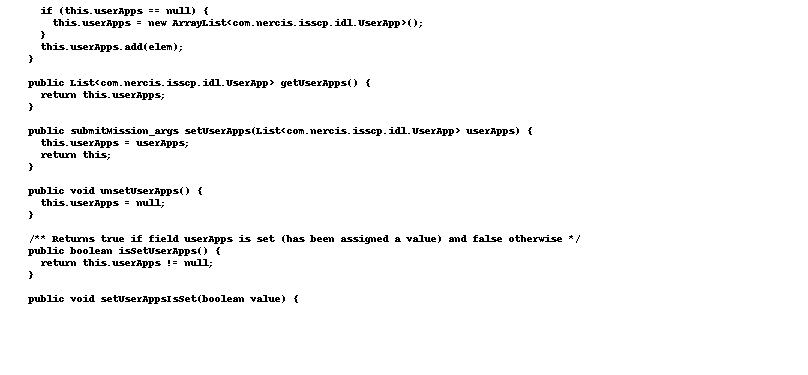 if (this.userApps == null) {
this.userApps = new ArrayList<com.nercis.isscp.idl.UserApp>();
}
this.userApps.add(elem);
}
public List<com.nercis.isscp.idl.UserApp> getUserApps() {
return this.userApps;
}
public submitMission_args setUserApps(List<com.nercis.isscp.idl.UserApp> userApps) {
this.userApps = userApps;
return this;
}
public void unsetUserApps() {
this.userApps = null;
}
/** Returns true if field userApps is set (has been assigned a value) and false otherwise */
public boolean isSetUserApps() {
return this.userApps != null;
}
public void setUserAppsIsSet(boolean value) {